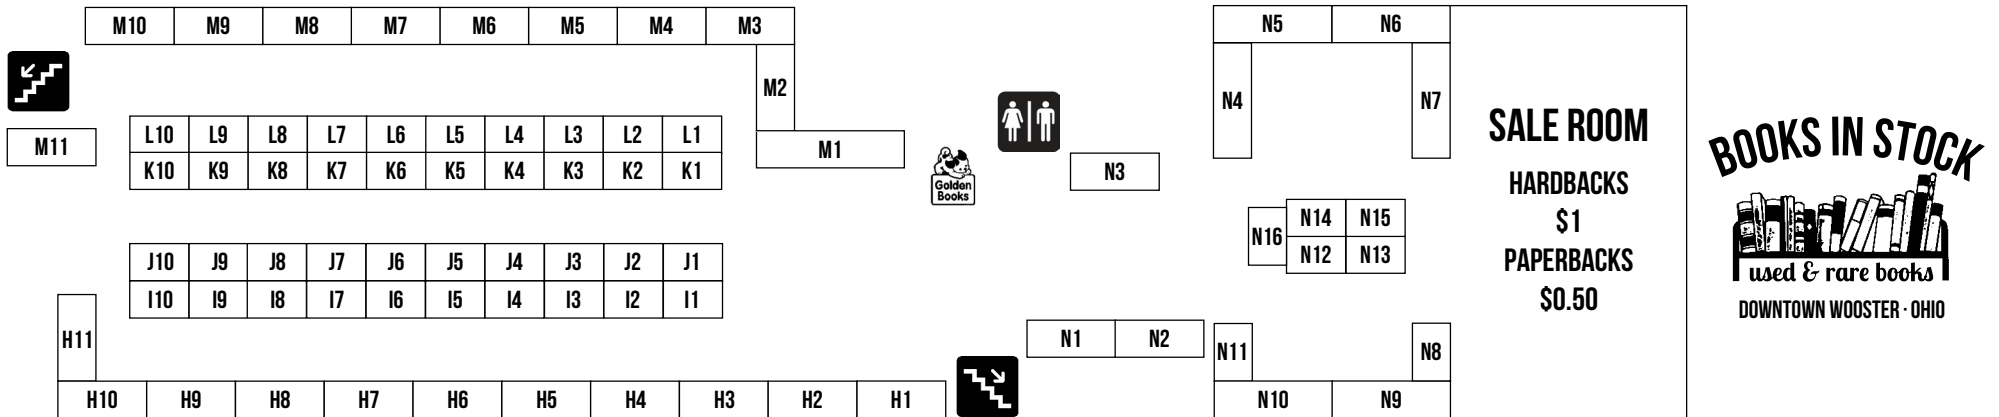 M10 M9 M8 M7 M6 M5 M4 M3
M2
M11
M1
L10 L9 L8 L7 L6 L5 L4 L3 L2 L1
K10 K9 K8 K7 K6 K5 K4 K3 K2 K1
Golden
Books
J10 J9 J8 J7 J6 J5 J4 J3 J2 J1
I10 I9 I8 I7 I6 I5 I4 I3 I2 I1
H11
H10 H9 H8 H7 H6 H5 H4 H3 H2 H1
N5 N6
N4 N7
N3
N14 N15
N16
N12 N13
N1 N2
N11 N8
N10 N9
SALE ROOM
HARDBACKS
$1
PAPERBACKS
$0.50
BOOKS IN STOCK
used & rare books
DOWNTOWN WOOSTER · OHIO